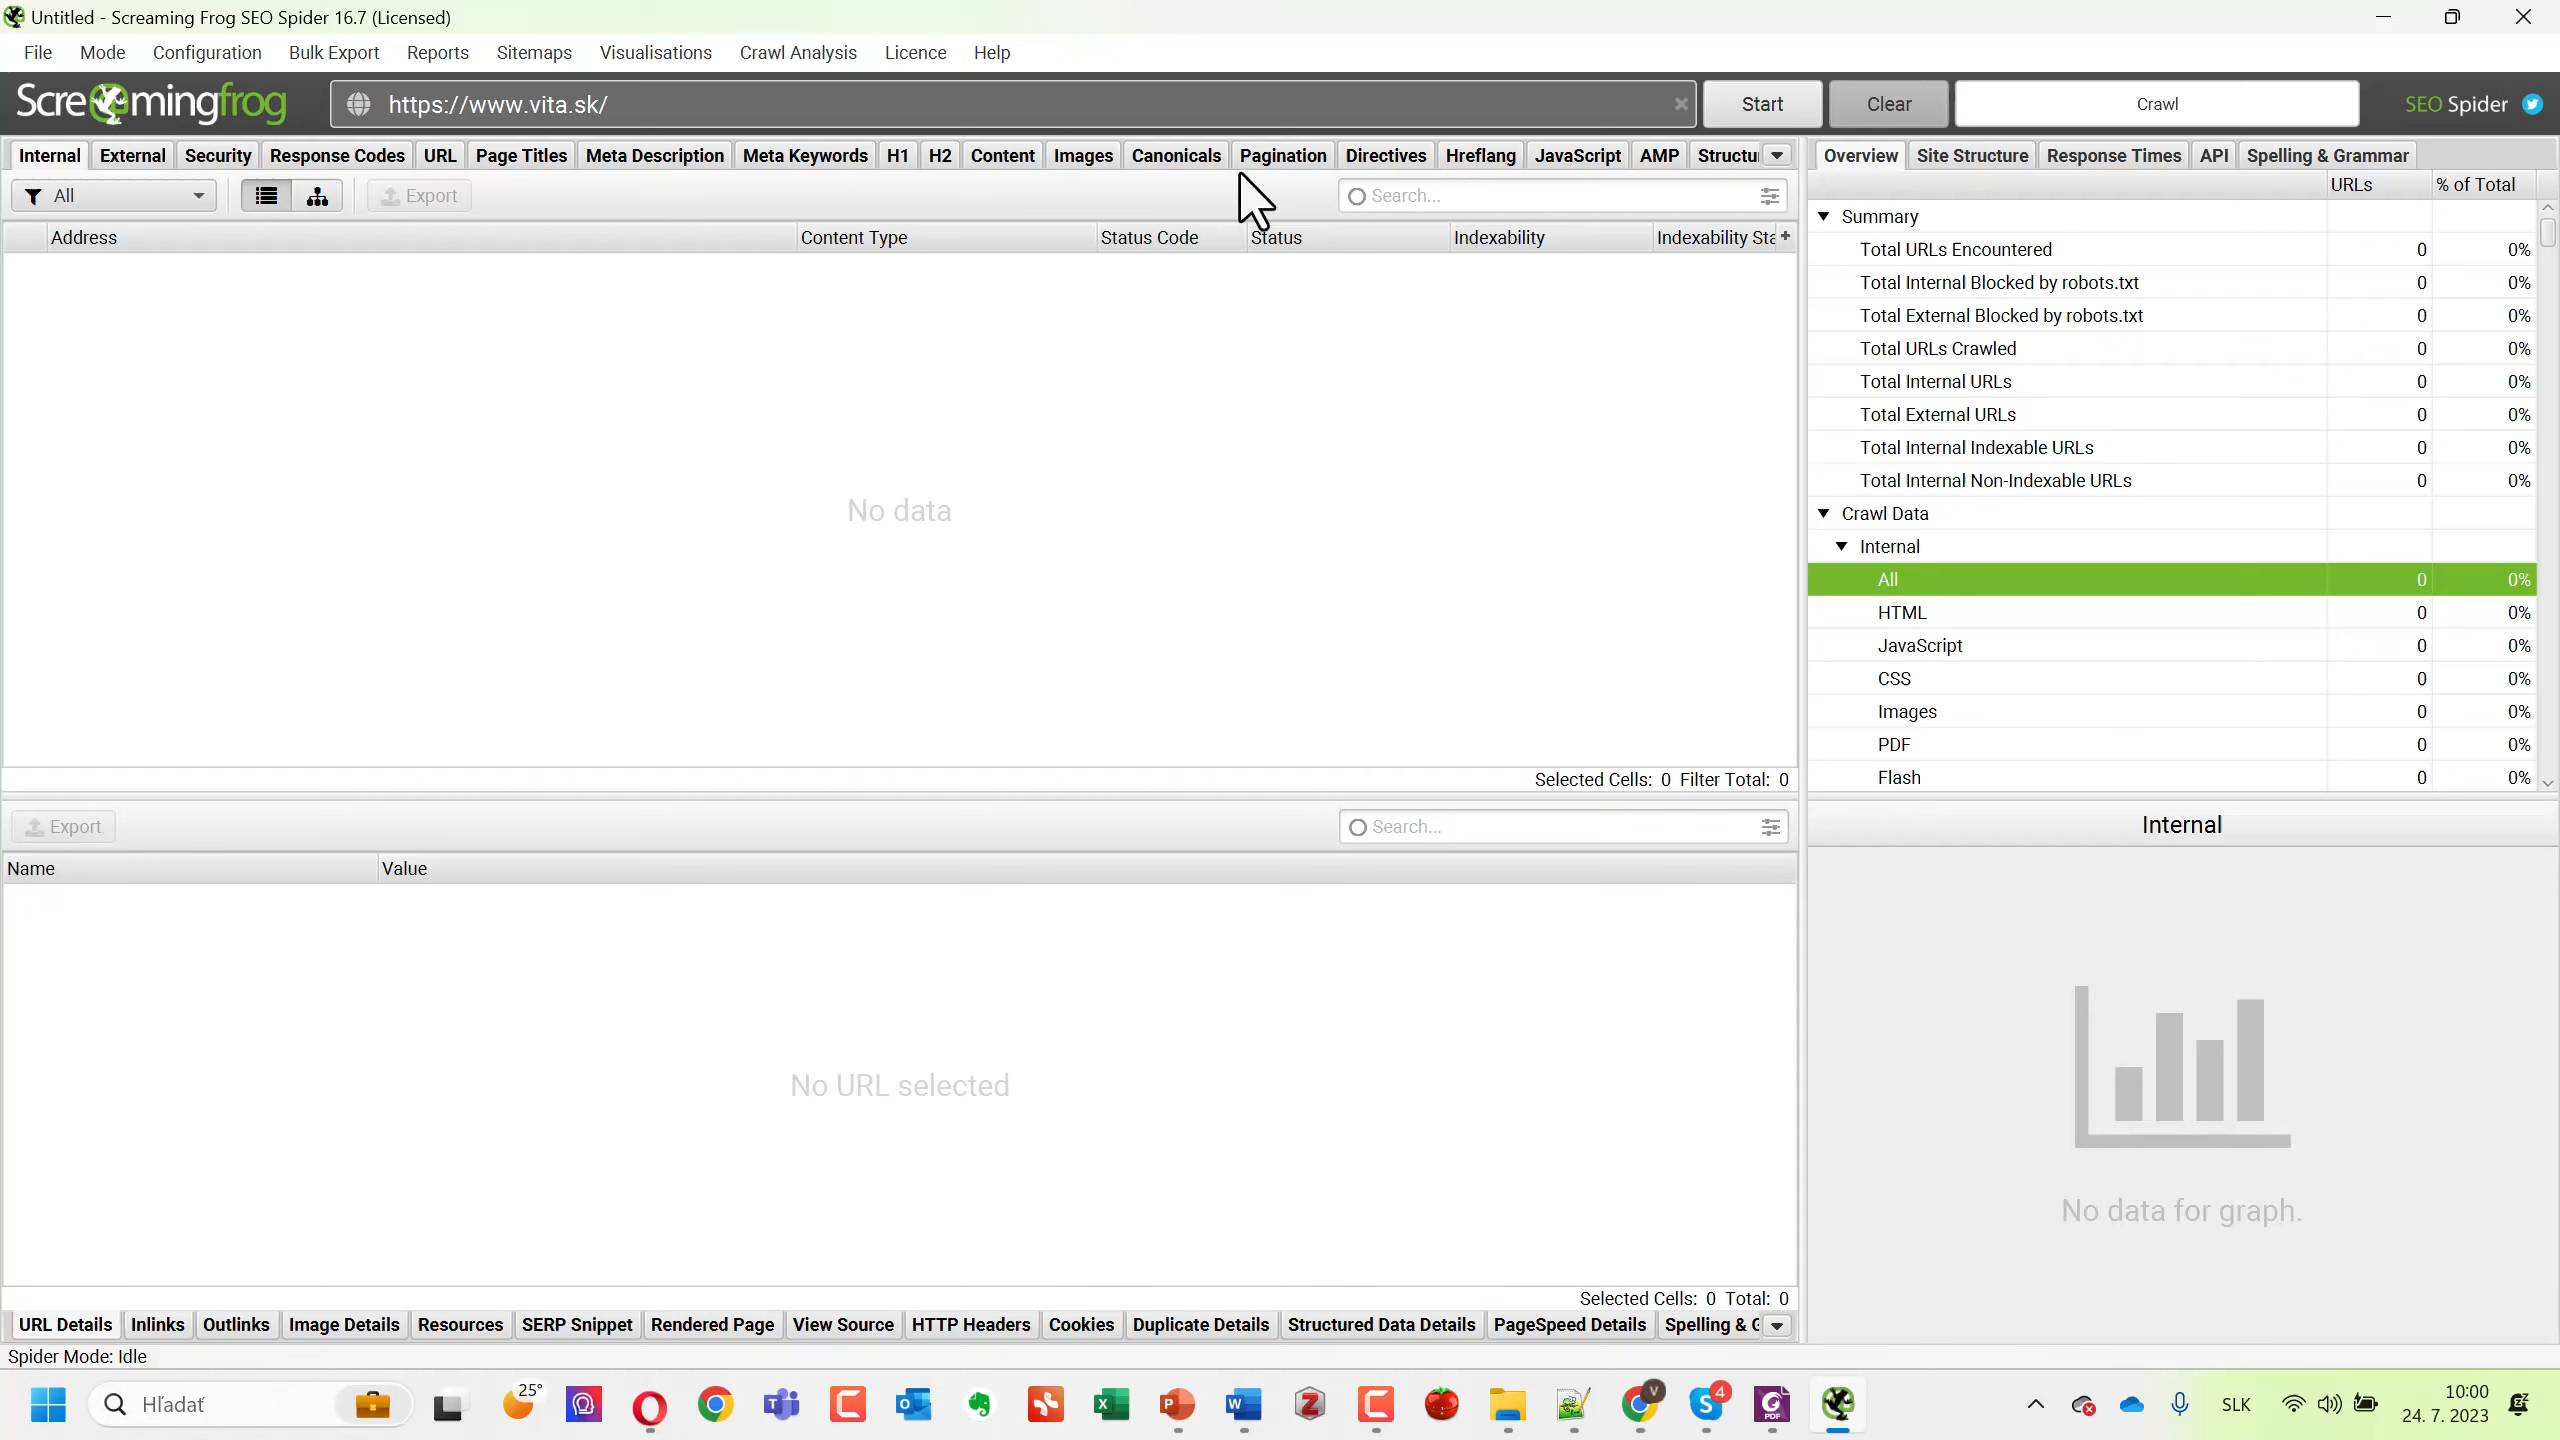 Untitled - Screaming Frog SEO Spider 16.7 (Licensed)
File Mode Configuration Bulk Export Reports Sitemaps Visualisations Crawl Analysis Licence Help
Screamingfrog https://www.vita.sk/ Start Clear Crawl SEO Spider
Internal External Security Response Codes URL Page Titles Meta Description Meta Keywords H1 H2 Content Images Canonicals Pagination Directives Hreflang JavaScript AMP Structu
Overview Site Structure Response Times API Spelling & Grammar
All Export Search...
URLs % of Total
Address Content Type Status Code Status Indexability Indexability Sta +
Summary
Total URLs Encountered 0 0%
Total Internal Blocked by robots.txt 0 0%
Total External Blocked by robots.txt 0 0%
Total URLs Crawled 0 0%
Total Internal URLs 0 0%
Total External URLs 0 0%
Total Internal Indexable URLs 0 0%
Total Internal Non-Indexable URLs 0 0%
Crawl Data
Internal
All 0 0%
HTML 0 0%
JavaScript 0 0%
CSS 0 0%
Images 0 0%
PDF 0 0%
Flash 0 0%
No data
Selected Cells: 0 Filter Total: 0
Export Search...
Internal
Name Value
No URL selected
No data for graph.
Selected Cells: 0 Total: 0
URL Details Inlinks Outlinks Image Details Resources SERP Snippet Rendered Page View Source HTTP Headers Cookies Duplicate Details Structured Data Details PageSpeed Details Spelling & G
Spider Mode: Idle
Hľadať 25° V 4 PDF SLK 10:00
24. 7. 2023